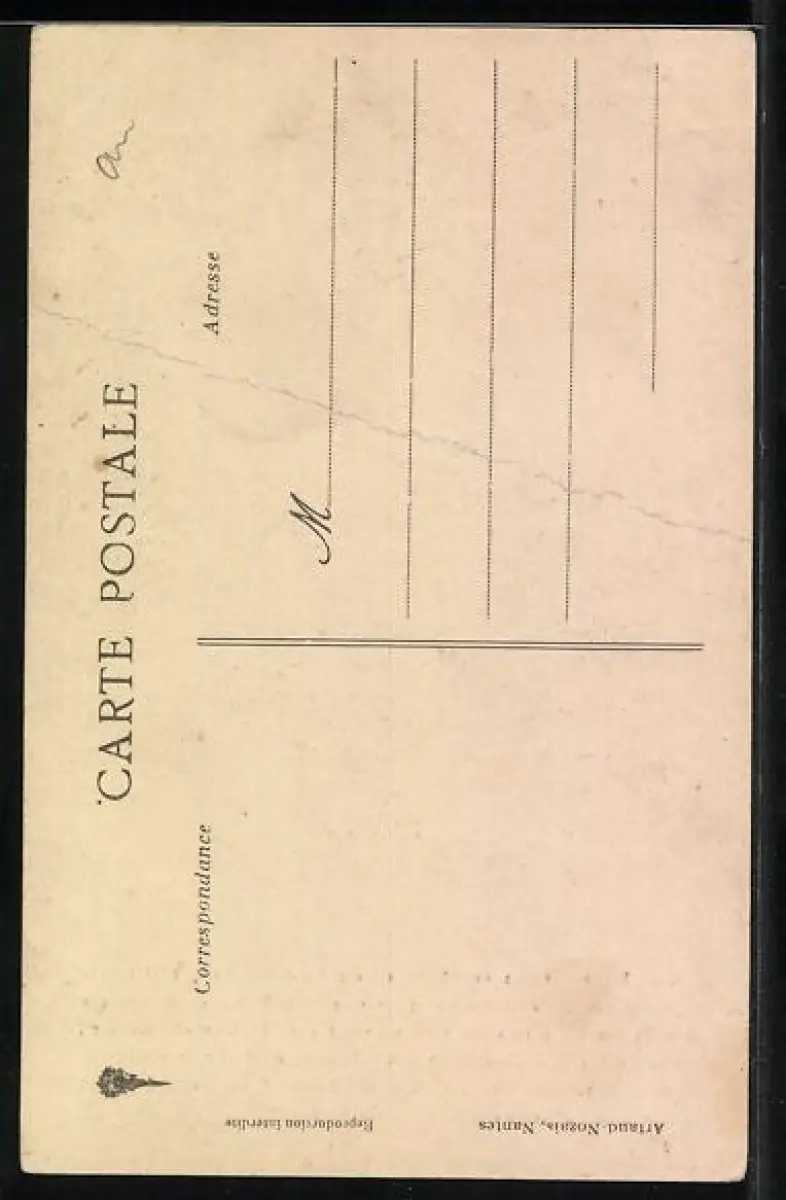 CARTE POSTALE
Correspondance
Adresse
M
Artaud-Nozais, Nantes
Reproduction interdite